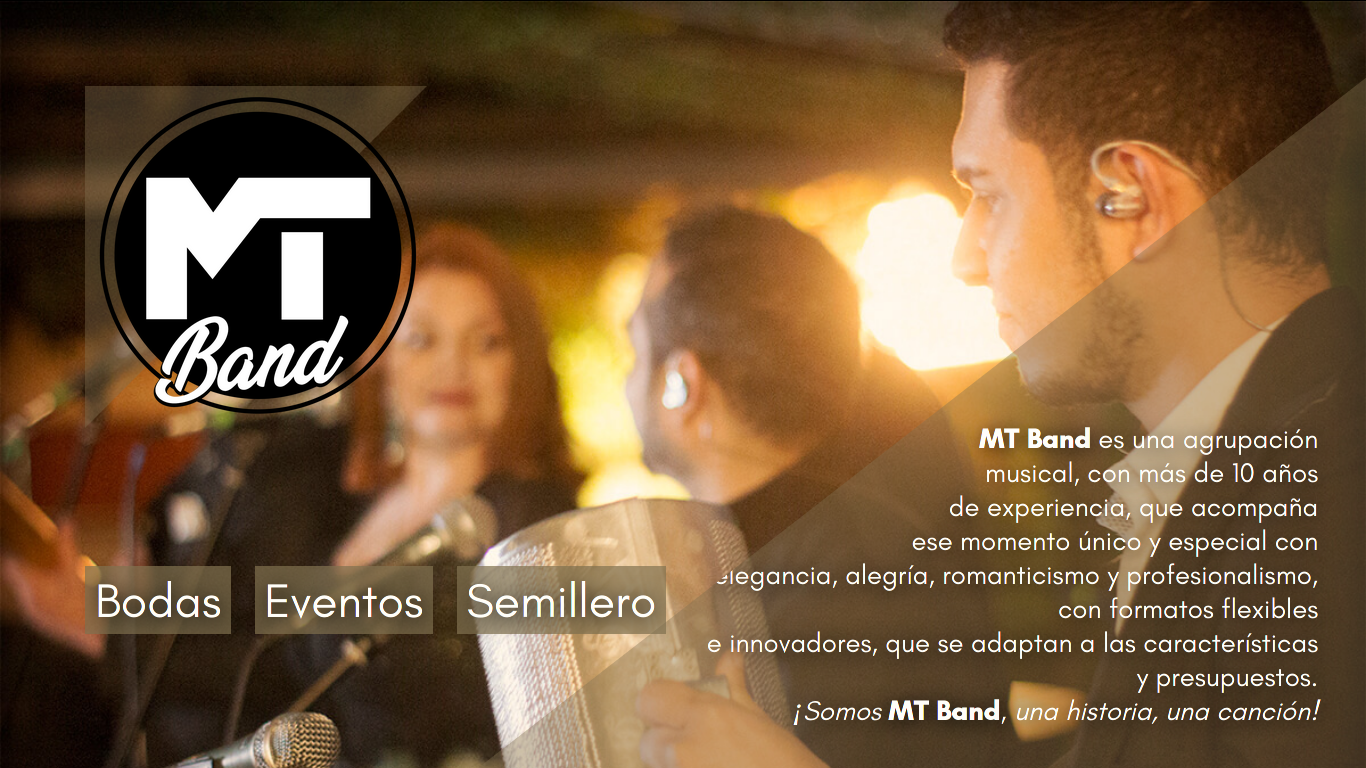 MT
Band
Bodas Eventos Semillero
MT Band es una agrupación
musical, con más de 10 años
de experiencia, que acompaña
ese momento único y especial con
elegancia, alegría, romanticismo y profesionalismo,
con formatos flexibles
e innovadores, que se adaptan a las características
y presupuestos.
¡Somos MT Band, una historia, una canción!